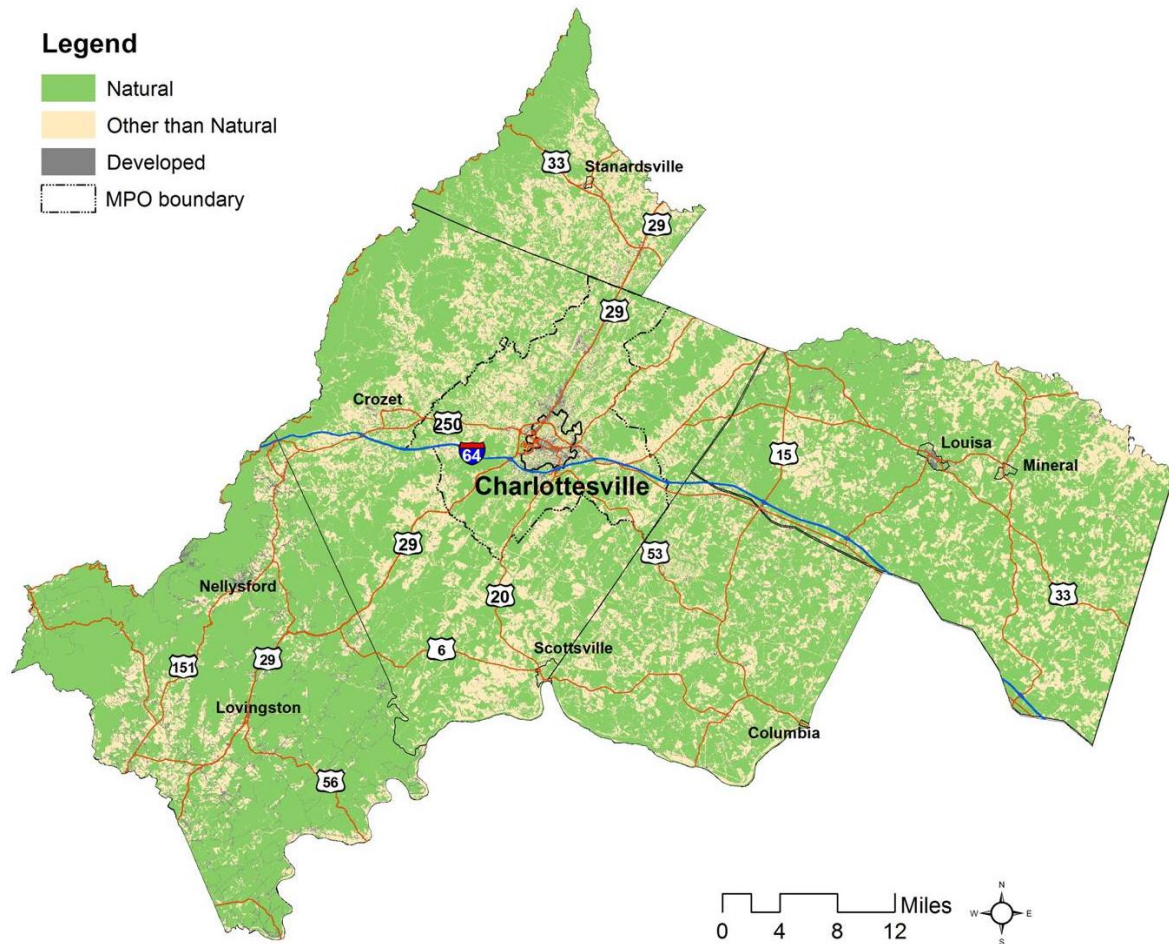 Legend
Natural
Other than Natural
Developed
MPO boundary
33
Stanardsville
29
29
Crozet
250
64
Charlottesville
15
Louisa
Mineral
29
53
Nellysford
20
33
6
Scottsville
151
29
Lovingston
Columbia
56
Miles
0 4 8 12
N
W E
S